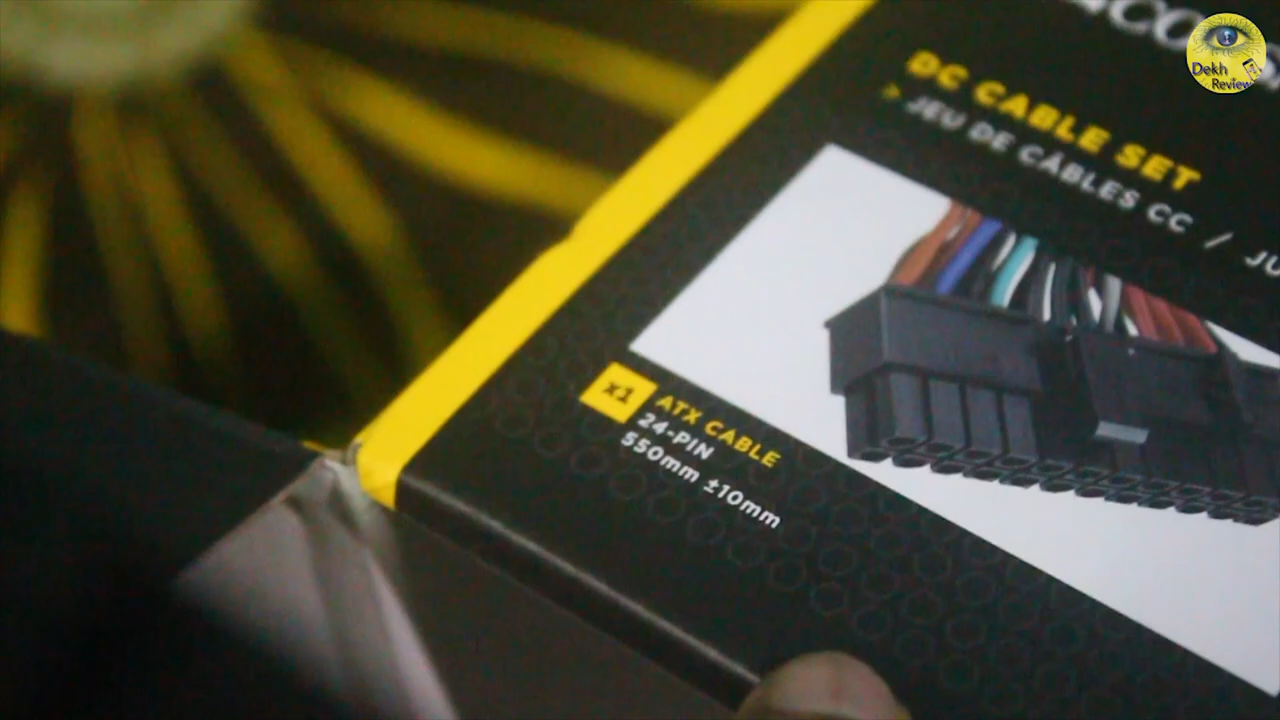 DC CABLE SET
> JEU DE CÂBLES CC /
x1
ATX CABLE
24-PIN
550mm ±10mm
Dekh
Review